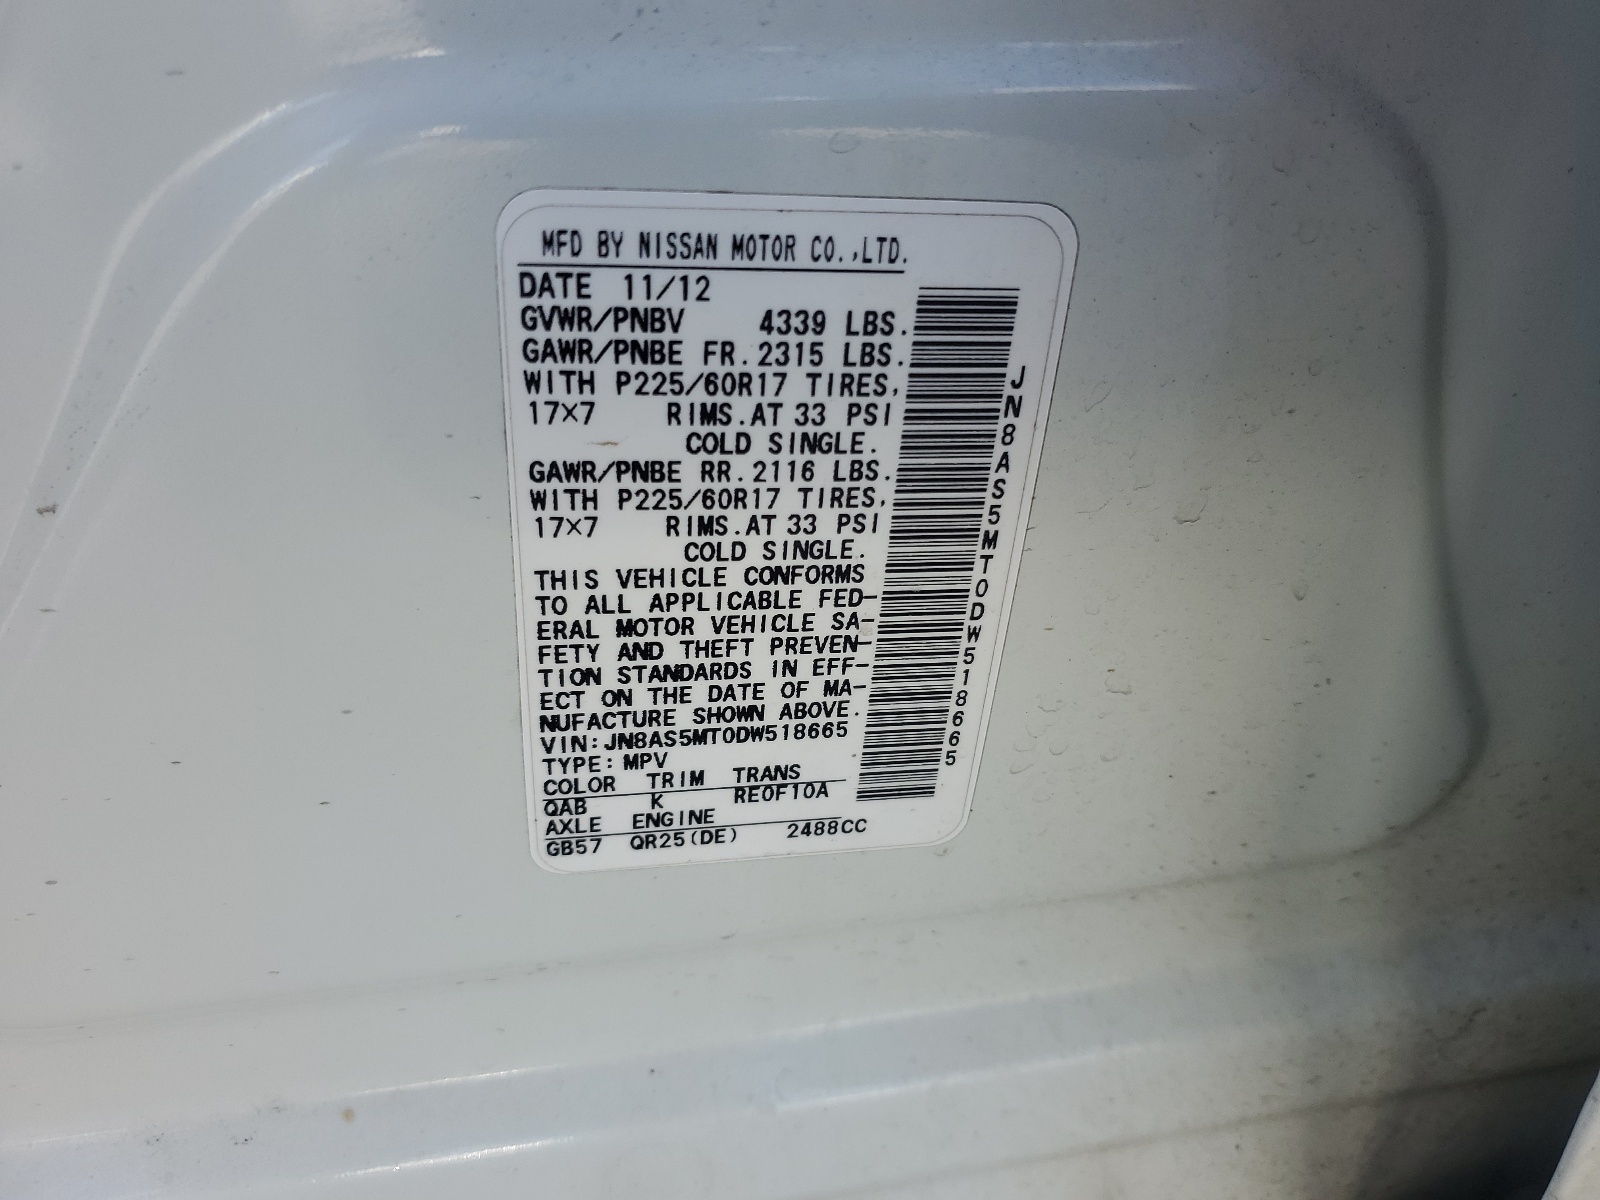 MFD BY NISSAN MOTOR CO.,LTD.
DATE 11/12
GVWR/PNBV 4339 LBS.
GAWR/PNBE FR.2315 LBS.
WITH P225/60R17 TIRES,
17×7 RIMS.AT 33 PSI
COLD SINGLE.
GAWR/PNBE RR.2116 LBS.
WITH P225/60R17 TIRES,
17×7 RIMS.AT 33 PSI
COLD SINGLE.
THIS VEHICLE CONFORMS
TO ALL APPLICABLE FED-
ERAL MOTOR VEHICLE SA-
FETY AND THEFT PREVEN-
TION STANDARDS IN EFF-
ECT ON THE DATE OF MA-
NUFACTURE SHOWN ABOVE.
VIN:JN8AS5MT0DW518665
TYPE:MPV
COLOR TRIM TRANS
QAB K RE0F10A
AXLE ENGINE
GB57 QR25(DE) 2488CC
JN8AS5MT0DW518665